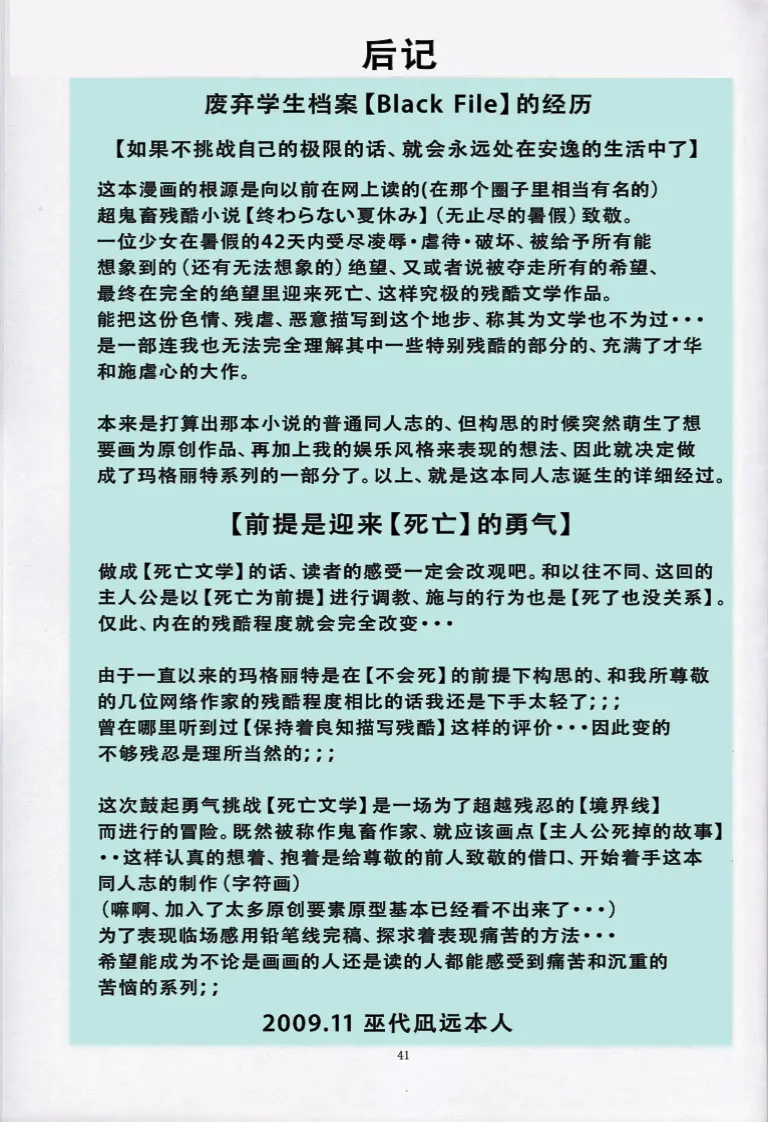 后记
废弃学生档案【Black File】的经历
【如果不挑战自己的极限的话、就会永远处在安逸的生活中了】
这本漫画的根源是向以前在网上读的(在那个圈子里相当有名的)
超鬼畜残酷小说【终わらない夏休み】(无止尽的暑假)致敬。
一位少女在暑假的42天内受尽凌辱·虐待·破坏、被给予所有能
想象到的(还有无法想象的)绝望、又或者说被夺走所有的希望、
最终在完全的绝望里迎来死亡、这样究极的残酷文学作品。
能把这份色情、残虐、恶意描写到这个地步、称其为文学也不为过···
是一部连我也无法完全理解其中一些特别残酷的部分的、充满了才华
和施虐心的大作。
本来是打算出那本小说的普通同人志的、但构思的时候突然萌生了想
要画为原创作品、再加上我的娱乐风格来表现的想法、因此就决定做
成了玛格丽特系列的一部分了。以上、就是这本同人志诞生的详细经过。
【前提是迎来【死亡】的勇气】
做成【死亡文学】的话、读者的感受一定会改观吧。和以往不同、这回的
主人公是以【死亡为前提】进行调教、施与的行为也是【死了也没关系】。
仅此、内在的残酷程度就会完全改变···
由于一直以来的玛格丽特是在【不会死】的前提下构思的、和我所尊敬
的几位网络作家的残酷程度相比的话我还是下手太轻了;;;
曾在哪里听到过【保持着良知描写残酷】这样的评价···因此变的
不够残忍是理所当然的;;;
这次鼓起勇气挑战【死亡文学】是一场为了超越残忍的【境界线】
而进行的冒险。既然被称作鬼畜作家、就应该画点【主人公死掉的故事】
··这样认真的想着、抱着是给尊敬的前人致敬的借口、开始着手这本
同人志的制作(字符画)
(嘛啊、加入了太多原创要素原型基本已经看不出来了···)
为了表现临场感用铅笔线完稿、探求着表现痛苦的方法···
希望能成为不论是画画的人还是读的人都能感受到痛苦和沉重的
苦恼的系列;;
2009.11 巫代凪远本人
41